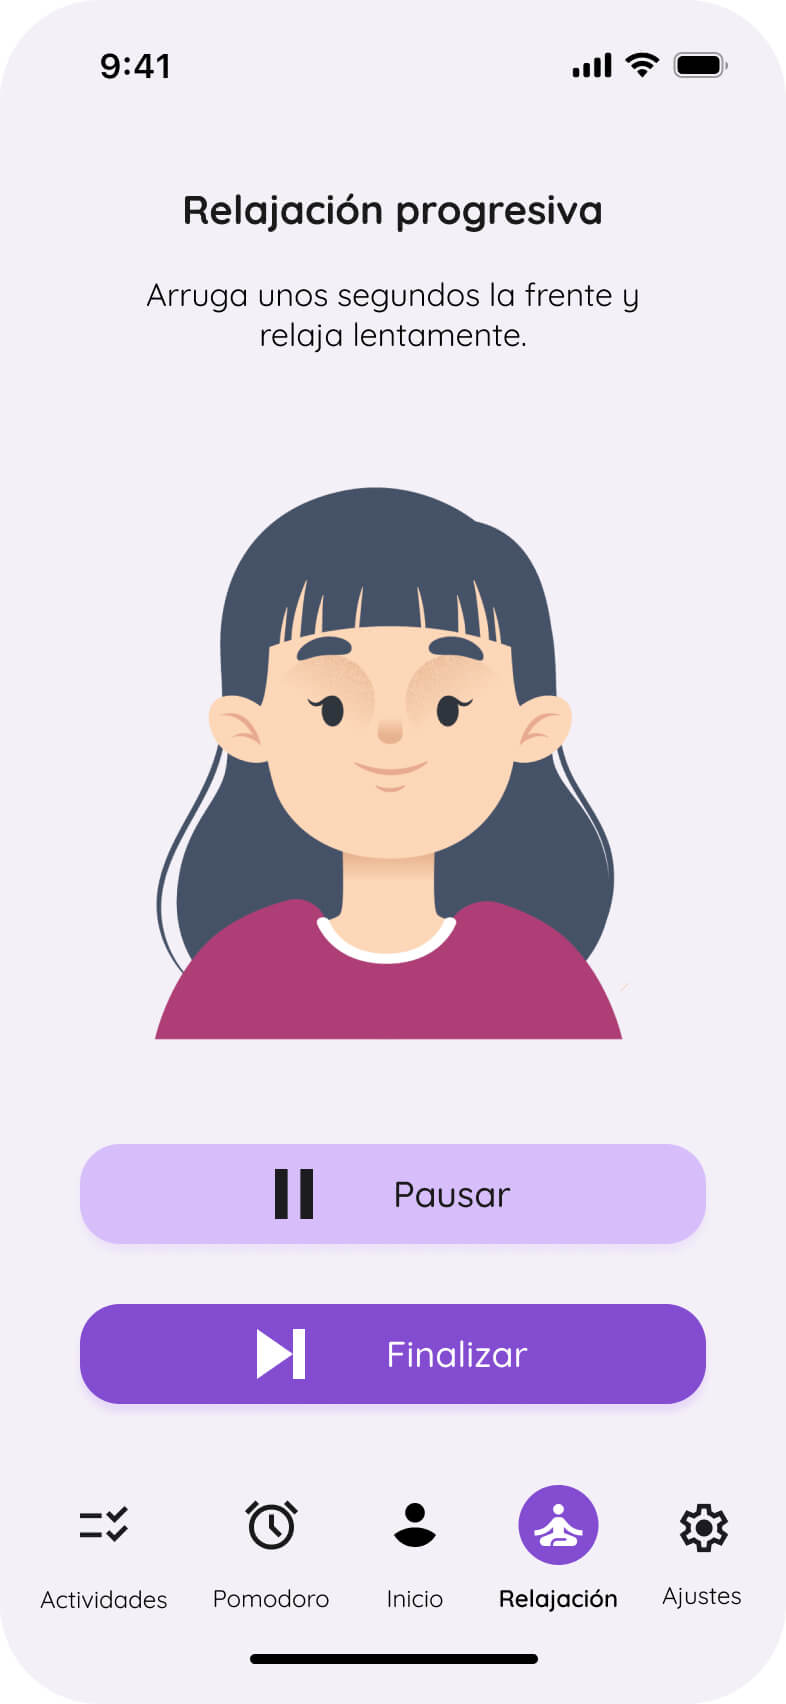 9:41
Relajación progresiva
Arruga unos segundos la frente y
relaja lentamente.
Pausar
Finalizar
Actividades
Pomodoro
Inicio
Relajación
Ajustes